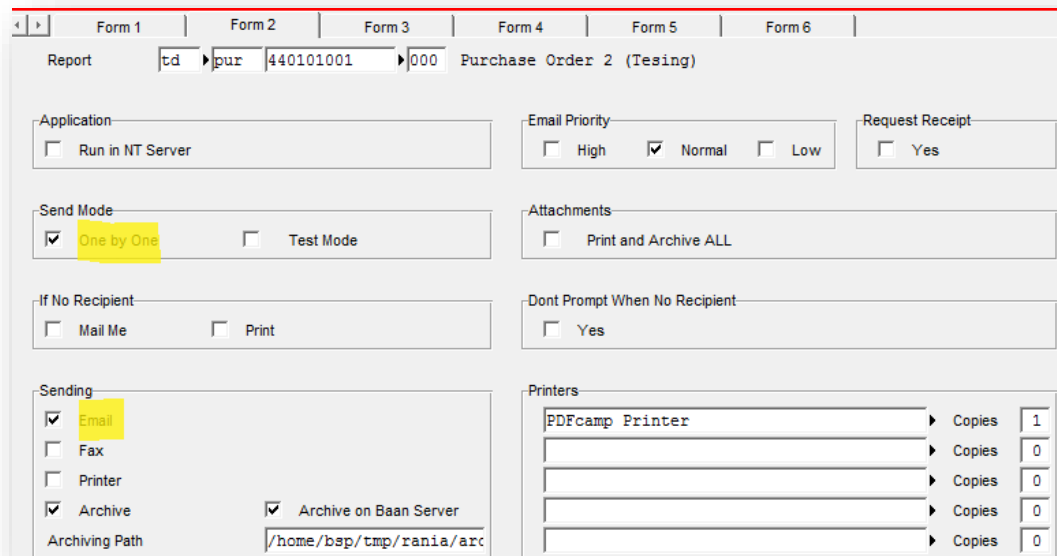 Form 1 Form 2 Form 3 Form 4 Form 5 Form 6
Report td pur 440101001 000 Purchase Order 2 (Tesing)
Application
Run in NT Server
Email Priority
High Normal Low
Request Receipt
Yes
Send Mode
One by One Test Mode
Attachments
Print and Archive ALL
If No Recipient
Mail Me Print
Dont Prompt When No Recipient
Yes
Sending
Email
Fax
Printer
Archive Archive on Baan Server
Archiving Path /home/bsp/tmp/rania/arc
Printers
PDFcamp Printer Copies 1
Copies 0
Copies 0
Copies 0
Copies 0